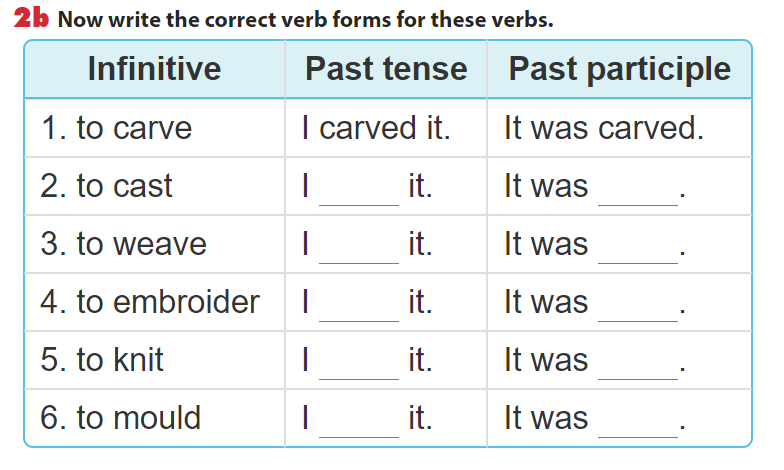 2b Now write the correct verb forms for these verbs.
Infinitive Past tense Past participle
1. to carve I carved it. It was carved.
2. to cast I _____ it. It was _____.
3. to weave I _____ it. It was _____.
4. to embroider I _____ it. It was _____.
5. to knit I _____ it. It was _____.
6. to mould I _____ it. It was _____.